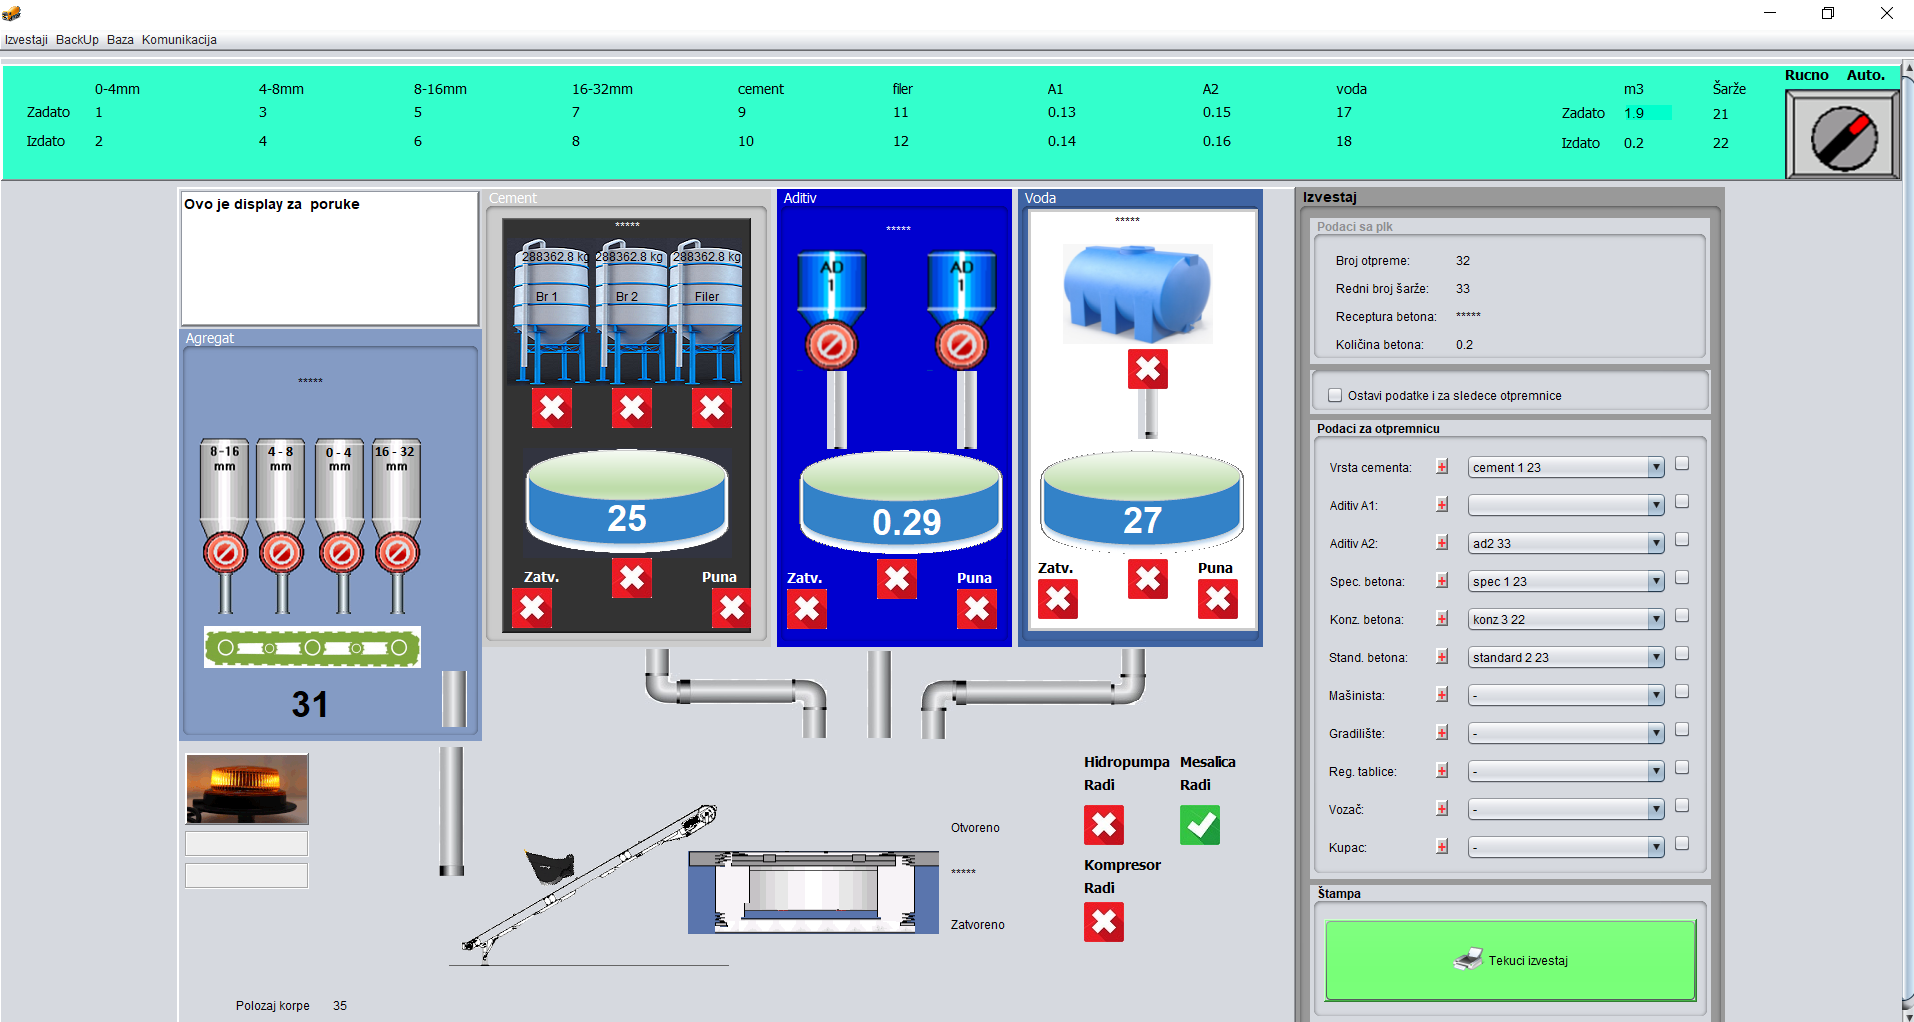 Izvestaji BackUp Baza Komunikacija
0-4mm 4-8mm 8-16mm 16-32mm cement filer A1 A2 voda m3 Šarže
Zadato 1 3 5 7 9 11 0.13 0.15 17 Zadato 1.9 21
Izdato 2 4 6 8 10 12 0.14 0.16 18 Izdato 0.2 22
Rucno Auto.
Ovo je display za poruke
Agregat
*****
8-16 mm
4 - 8 mm
0 - 4 mm
16 - 32 mm
31
Cement
*****
288362.8 kg 288362.8 kg 288362.8 kg
Br 1 Br 2 Filer
25
Zatv. Puna
Aditiv
*****
AD 1
AD 1
0.29
Zatv. Puna
Voda
*****
27
Zatv. Puna
Hidropumpa Radi
Mesalica Radi
Kompresor Radi
Otvoreno
*****
Zatvoreno
Polozaj korpe 35
Izvestaj
Podaci sa plk
Broj otpreme: 32
Redni broj šarže: 33
Receptura betona: *****
Količina betona: 0.2
Ostavi podatke i za sledece otpremnice
Podaci za otpremnicu
Vrsta cementa: cement 1 23
Aditiv A1:
Aditiv A2: ad2 33
Spec. betona: spec 1 23
Konz. betona: konz 3 22
Stand. betona: standard 2 23
Mašinista: -
Gradilište: -
Reg. tablice: -
Vozač: -
Kupac: -
Štampa
Tekuci izvestaj